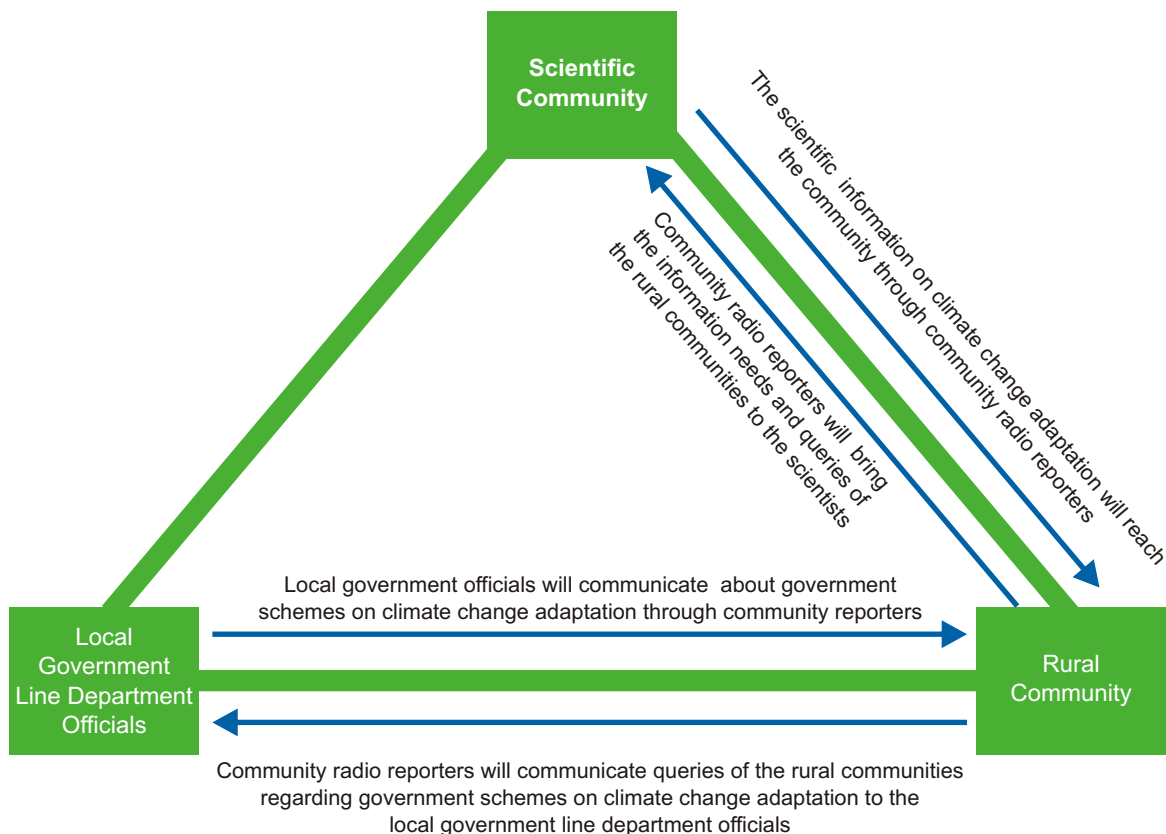 Scientific
Community
The scientific information on climate change adaptation will reach
the community through community radio reporters
Community radio reporters will bring
the information needs and queries of
the rural communities to the scientists
Local government officials will communicate about government
schemes on climate change adaptation through community reporters
Local
Government
Line Department
Officials
Rural
Community
Community radio reporters will communicate queries of the rural communities
regarding government schemes on climate change adaptation to the
local government line department officials